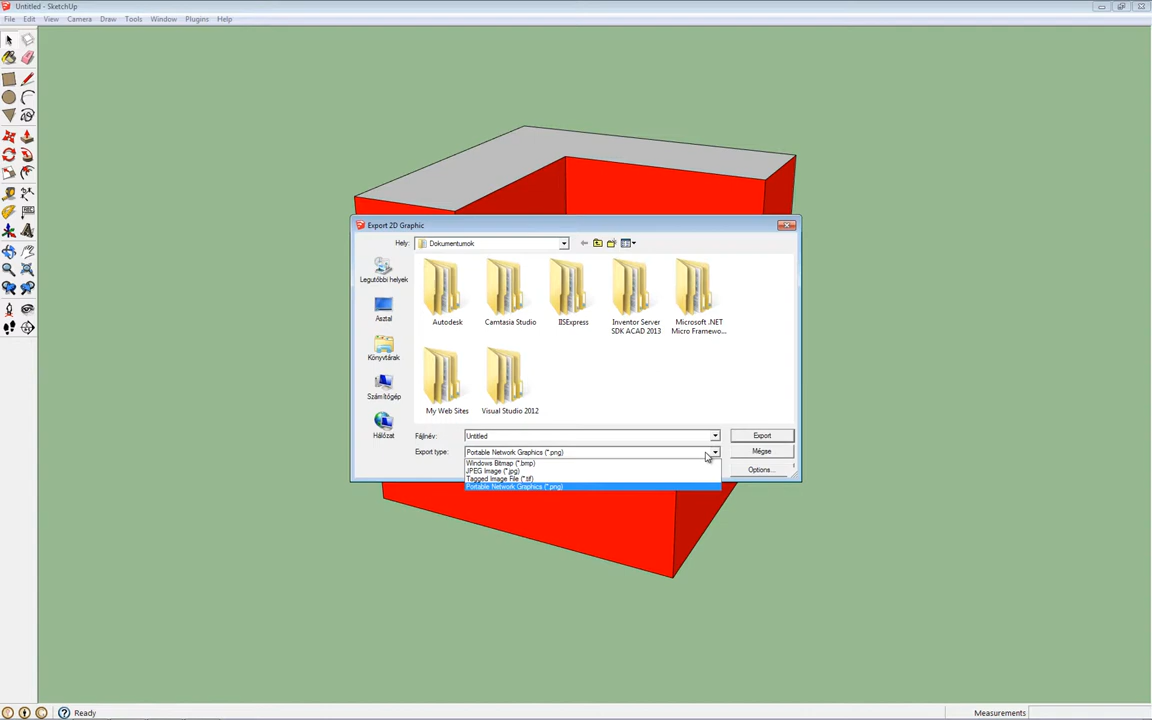 Untitled - SketchUp
File Edit View Camera Draw Tools Window Plugins Help
Export 2D Graphic
Hely: Dokumentumok
Legutóbbi helyek
Asztal
Könyvtárak
Számítógép
Hálózat
Autodesk
Camtasia Studio
IISExpress
Inventor Server
SDK ACAD 2013
Microsoft .NET
Micro Framewo...
My Web Sites
Visual Studio 2012
Fájlnév: Untitled Export
Export type: Portable Network Graphics (*.png) Mégse
Windows Bitmap (*.bmp)
JPEG Image (*.jpg)
Tagged Image File (*.tif)
Portable Network Graphics (*.png)
Options...
Ready
Measurements